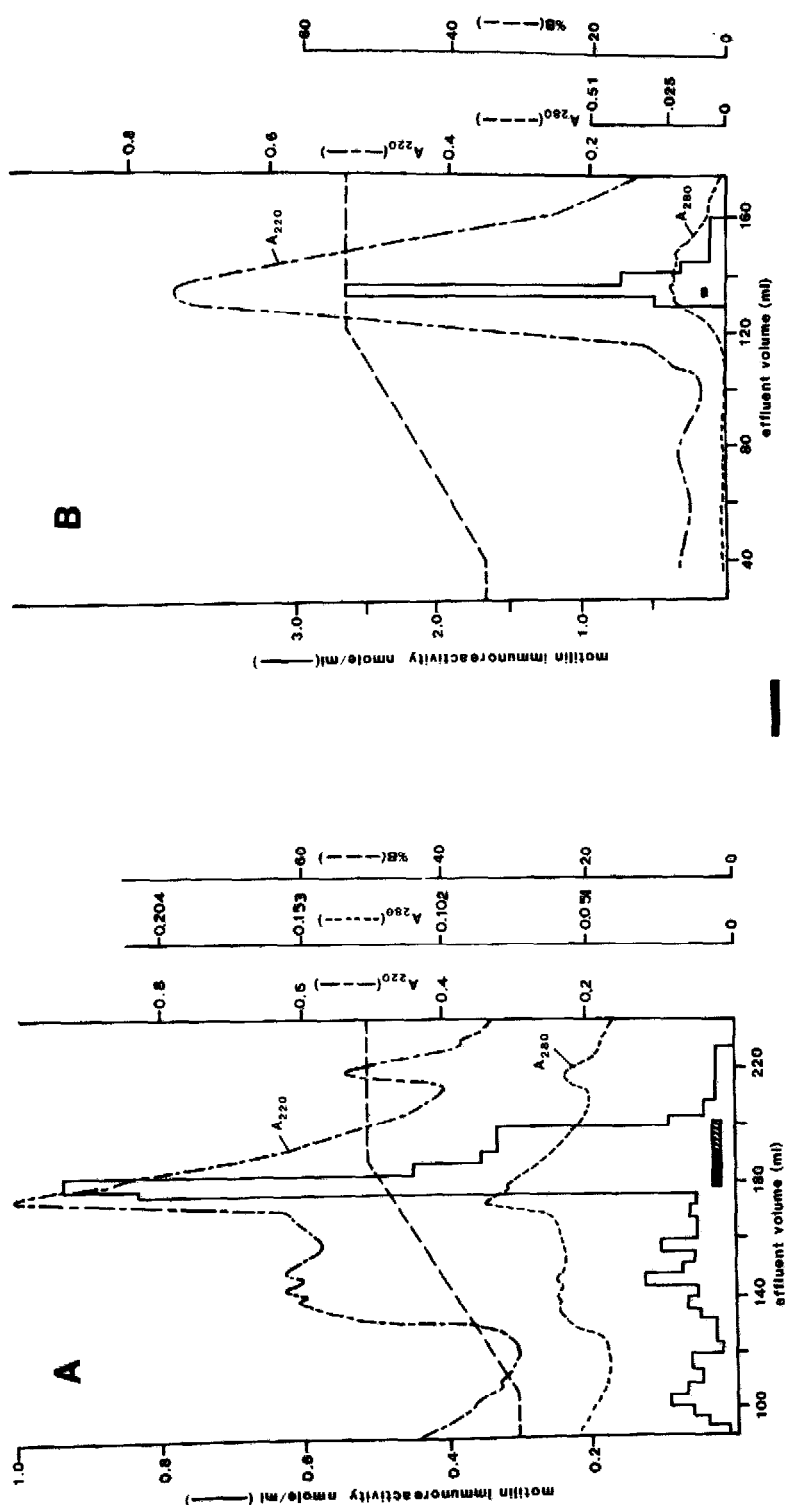 A
motilin immunoreactivity nmole/ml(——)
1.0
0.8
0.6
0.4
0.2
A₂₂₀
A₂₈₀
100
140
180
220
effluent volume (ml)
A₂₂₀(—-—)
0.8
0.6
0.4
0.2
A₂₈₀(-----)
0.204
0.153
0.102
0.051
0
%B(— — —)
60
40
20
0
B
motilin immunoreactivity nmole/ml(——)
3.0
2.0
1.0
A₂₂₀
A₂₈₀
40
80
120
160
effluent volume (ml)
A₂₂₀(—-—)
0.8
0.6
0.4
0.2
A₂₈₀(-----)
0.51
.025
0
%B(— — —)
60
40
20
0